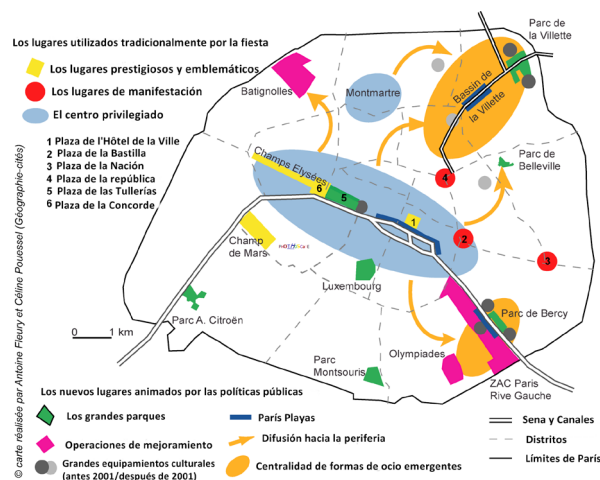 Los lugares utilizados tradicionalmente por la fiesta
Los lugares prestigiosos y emblemáticos
Los lugares de manifestación
El centro privilegiado
1 Plaza de l'Hôtel de la Ville
2 Plaza de la Bastilla
3 Plaza de la Nación
4 Plaza de la república
5 Plaza de las Tullerías
6 Plaza de la Concorde
Parc de
la Villette
Batignolles
Montmartre
Bassin de
la Villette
Parc de
Belleville
Champs Elysées
6
5
4
1
2
3
Champ
de Mars
Luxembourg
Parc de Bercy
Parc A. Citroën
Parc
Montsouris
Olympiades
ZAC Paris
Rive Gauche
0 1 km
© carte réalisée par Antoine Fleury et Céline Pouessel (Géographie-cités)
Los nuevos lugares animados por las políticas públicas
Los grandes parques
París Playas
Sena y Canales
Operaciones de mejoramiento
Difusión hacia la periferia
Distritos
Grandes equipamientos culturales
(antes 2001/después de 2001)
Centralidad de formas de ocio emergentes
Límites de París